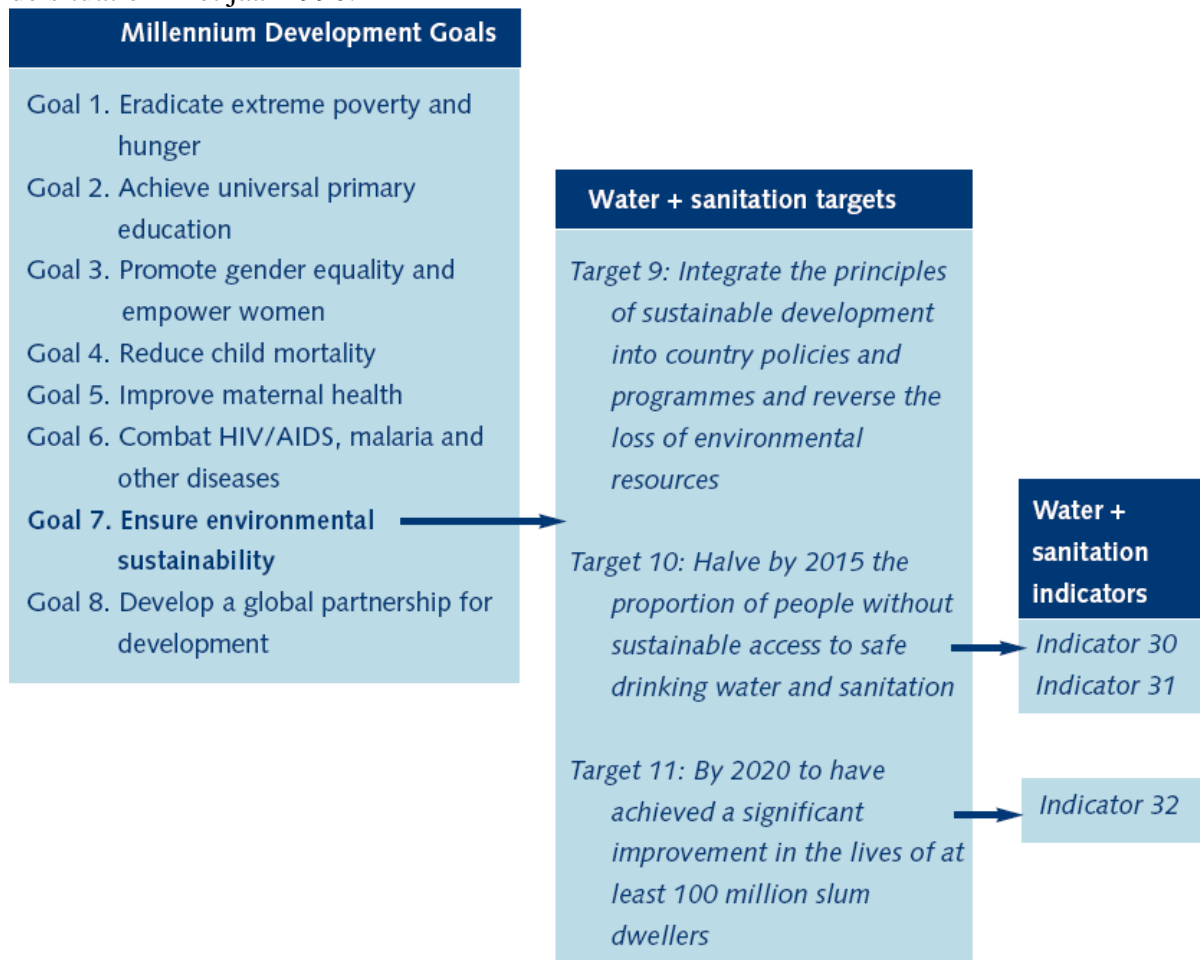 Millennium Development Goals
Goal 1. Eradicate extreme poverty and
hunger
Goal 2. Achieve universal primary
education
Goal 3. Promote gender equality and
empower women
Goal 4. Reduce child mortality
Goal 5. Improve maternal health
Goal 6. Combat HIV/AIDS, malaria and
other diseases
Goal 7. Ensure environmental
sustainability
Goal 8. Develop a global partnership for
development
Water + sanitation targets
Target 9: Integrate the principles
of sustainable development
into country policies and
programmes and reverse the
loss of environmental
resources
Target 10: Halve by 2015 the
proportion of people without
sustainable access to safe
drinking water and sanitation
Target 11: By 2020 to have
achieved a significant
improvement in the lives of at
least 100 million slum
dwellers
Water +
sanitation
indicators
Indicator 30
Indicator 31
Indicator 32